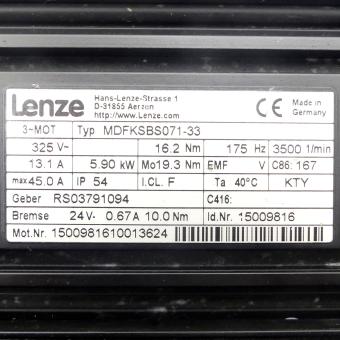 Lenze
Hans-Lenze-Strasse 1
D-31855 Aerzen
http://www.Lenze.com
CE Made in
Germany
3~MOT Typ MDFKSBS071-33
325 V~ 16.2 Nm 175 Hz 3500 1/min
13.1 A 5.90 kW Mo19.3 Nm EMF V C86: 167
max45.0 A IP 54 I.CL F Ta 40°C KTY
Geber RS03791094 C416:
Bremse 24V- 0.67A 10.0Nm Id.Nr. 15009816
Mot.Nr. 1500981610013624